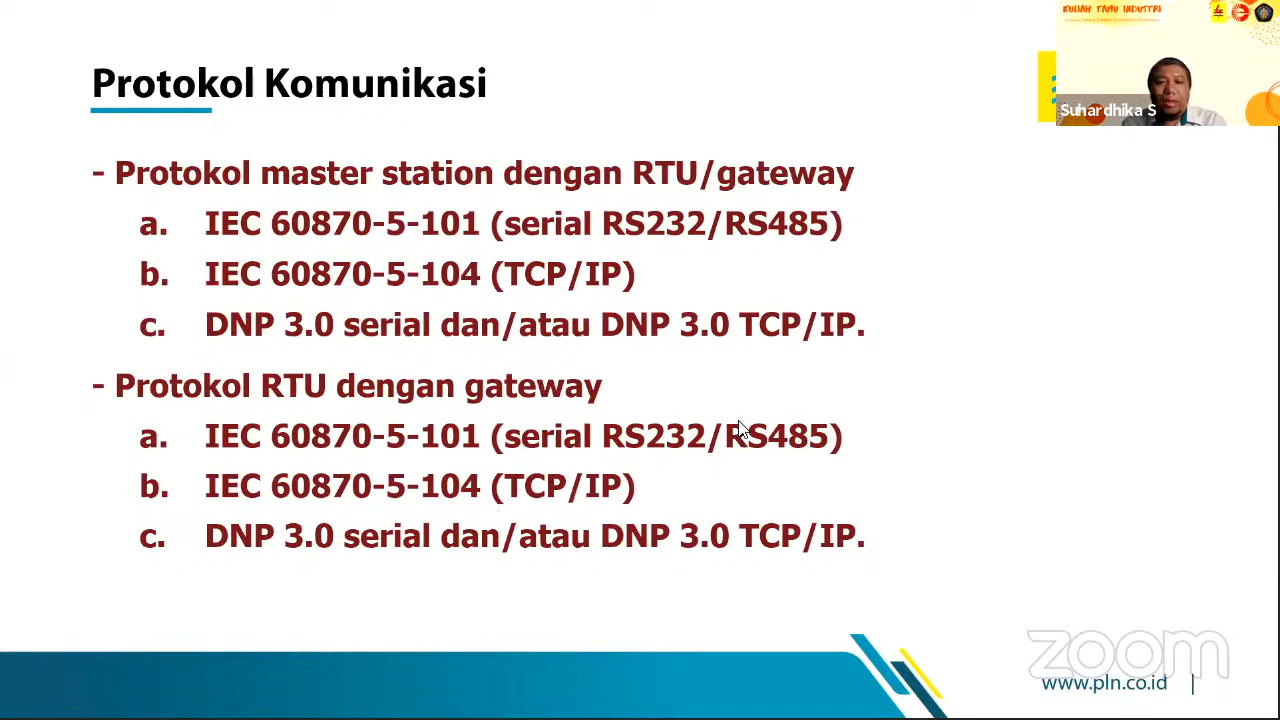 KULIAH TAMU INDUSTRI
Suhardhika S
Protokol Komunikasi
- Protokol master station dengan RTU/gateway
a. IEC 60870-5-101 (serial RS232/RS485)
b. IEC 60870-5-104 (TCP/IP)
c. DNP 3.0 serial dan/atau DNP 3.0 TCP/IP.
- Protokol RTU dengan gateway
a. IEC 60870-5-101 (serial RS232/RS485)
b. IEC 60870-5-104 (TCP/IP)
c. DNP 3.0 serial dan/atau DNP 3.0 TCP/IP.
zoom
www.pln.co.id |